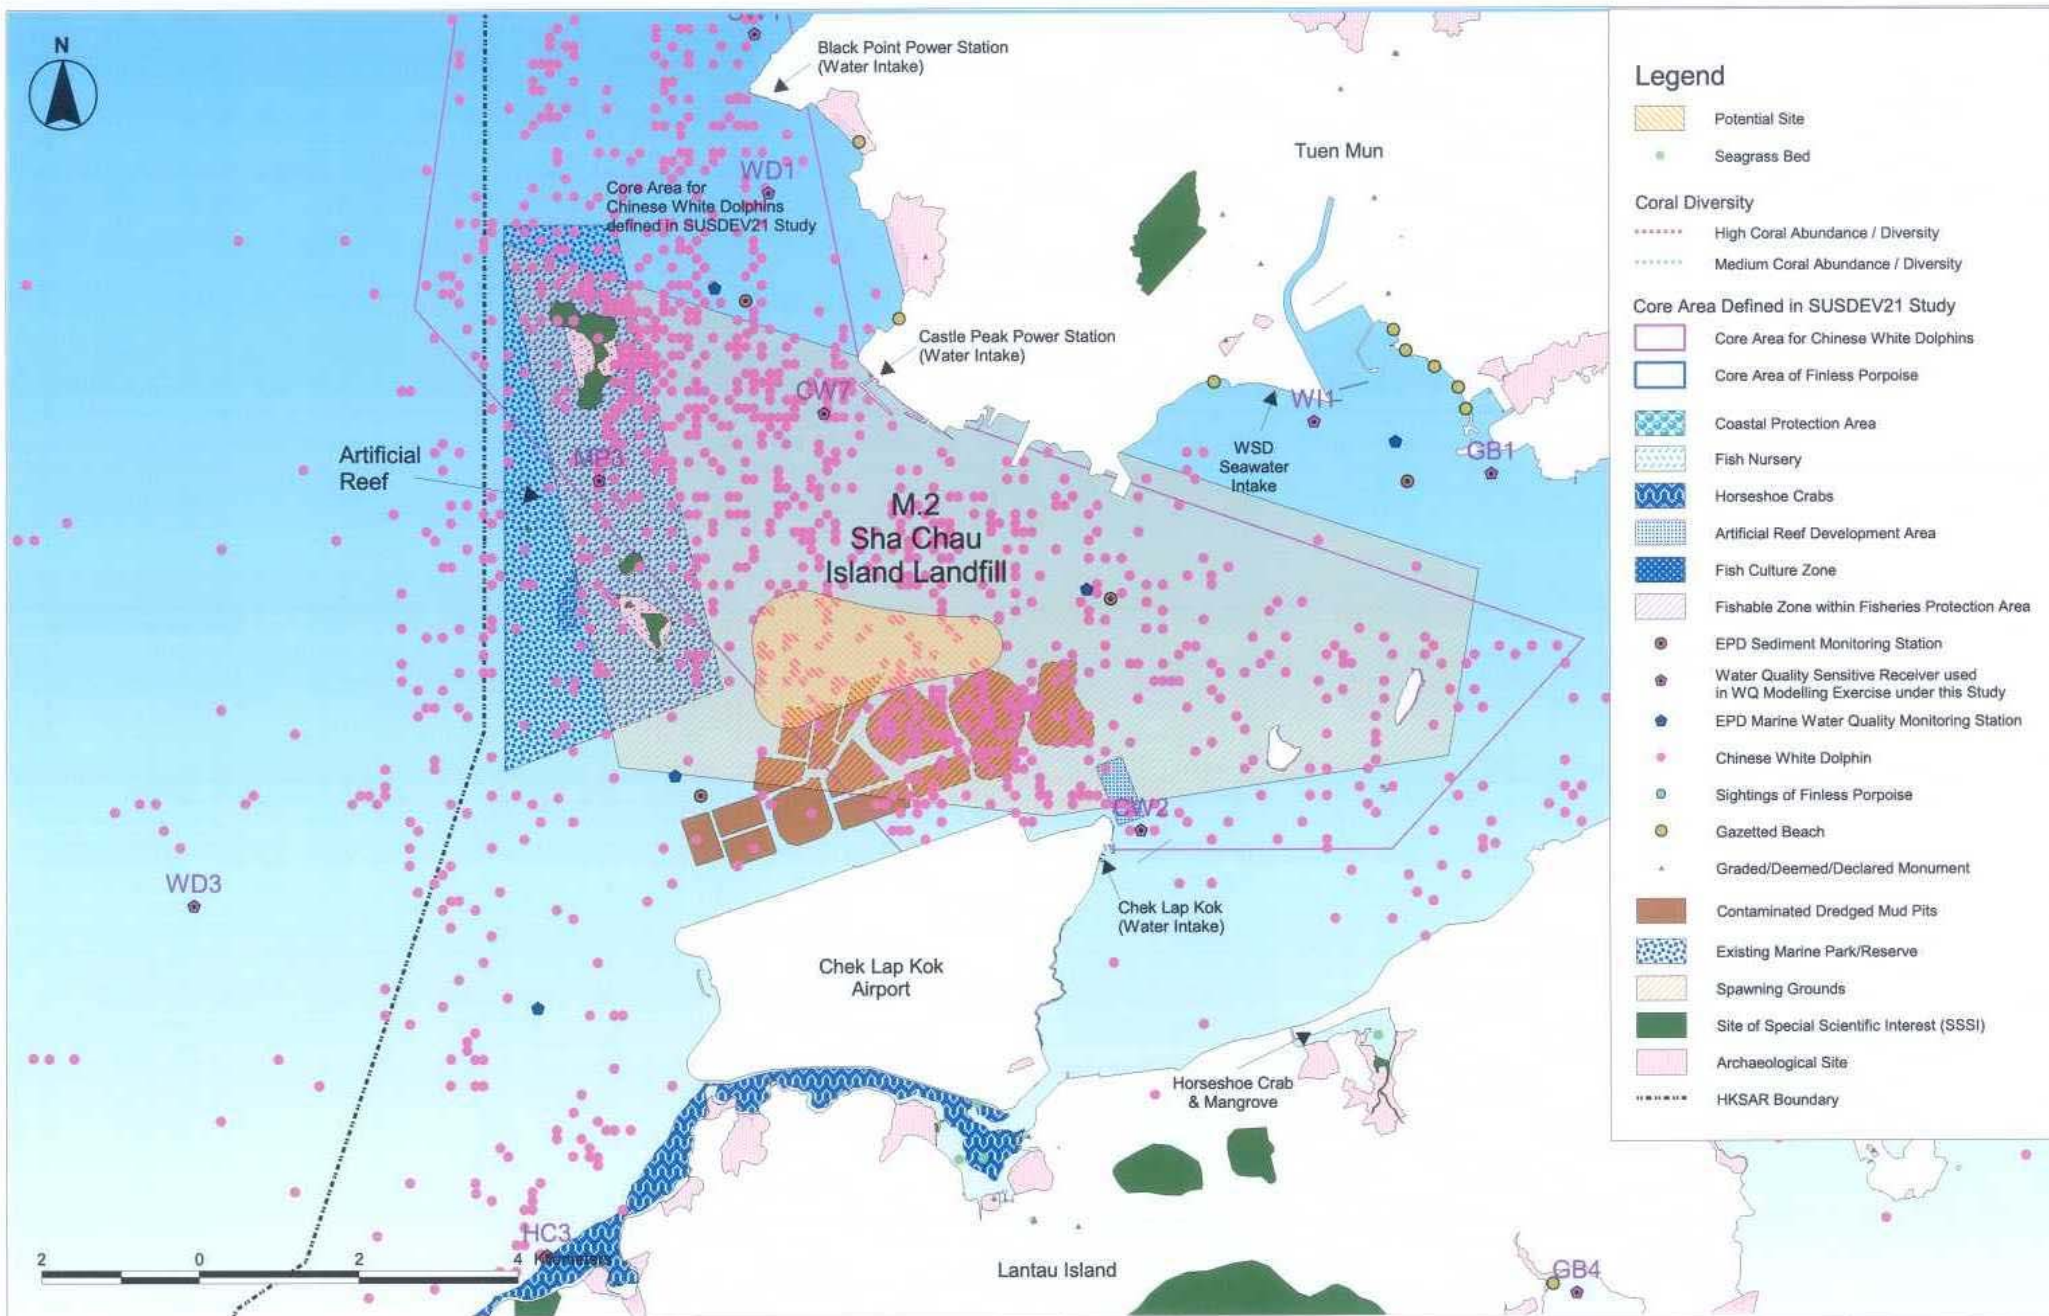 N
Black Point Power Station
(Water Intake)
Tuen Mun
WD1
Core Area for
Chinese White Dolphins
defined in SUSDEV21 Study
Castle Peak Power Station
(Water Intake)
CW7
WI1
WSD
Seawater
Intake
GB1
Artificial
Reef
MP3
M.2
Sha Chau
Island Landfill
CW2
WD3
Chek Lap Kok
(Water Intake)
Chek Lap Kok
Airport
Horseshoe Crab
& Mangrove
HC3
Lantau Island
GB4
2 0 2 4 Kilometers
Legend
Potential Site
Seagrass Bed
Coral Diversity
High Coral Abundance / Diversity
Medium Coral Abundance / Diversity
Core Area Defined in SUSDEV21 Study
Core Area for Chinese White Dolphins
Core Area of Finless Porpoise
Coastal Protection Area
Fish Nursery
Horseshoe Crabs
Artificial Reef Development Area
Fish Culture Zone
Fishable Zone within Fisheries Protection Area
EPD Sediment Monitoring Station
Water Quality Sensitive Receiver used
in WQ Modelling Exercise under this Study
EPD Marine Water Quality Monitoring Station
Chinese White Dolphin
Sightings of Finless Porpoise
Gazetted Beach
Graded/Deemed/Declared Monument
Contaminated Dredged Mud Pits
Existing Marine Park/Reserve
Spawning Grounds
Site of Special Scientific Interest (SSSI)
Archaeological Site
HKSAR Boundary